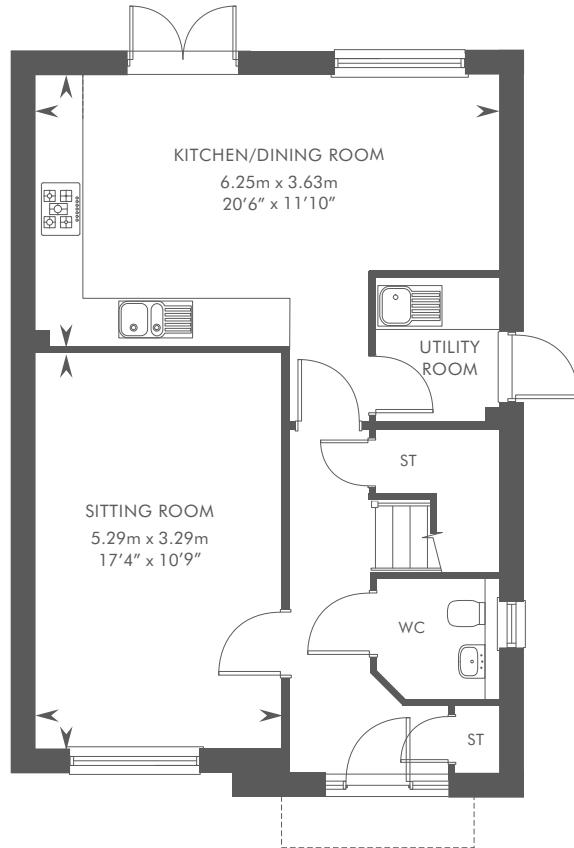 KITCHEN/DINING ROOM
6.25m x 3.63m
20’6” x 11’10”
UTILITY
ROOM
ST
SITTING ROOM
5.29m x 3.29m
17’4” x 10’9”
WC
ST